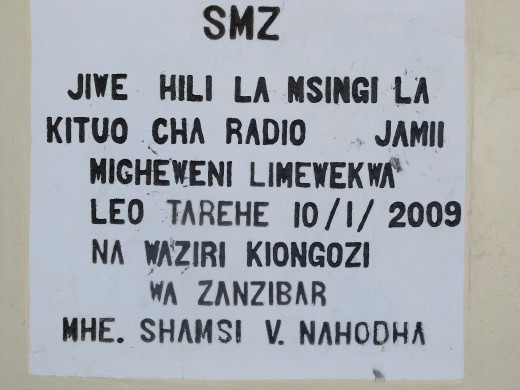 SMZ
JIWE HILI LA MSINGI LA
KITUO CHA RADIO JAMII
MIGHEWENI LIMEWEKWA
LEO TAREHE 10/1/2009
NA WAZIRI KIONGOZI
WA ZANZIBAR
MHE. SHAMSI V. NAHODHA